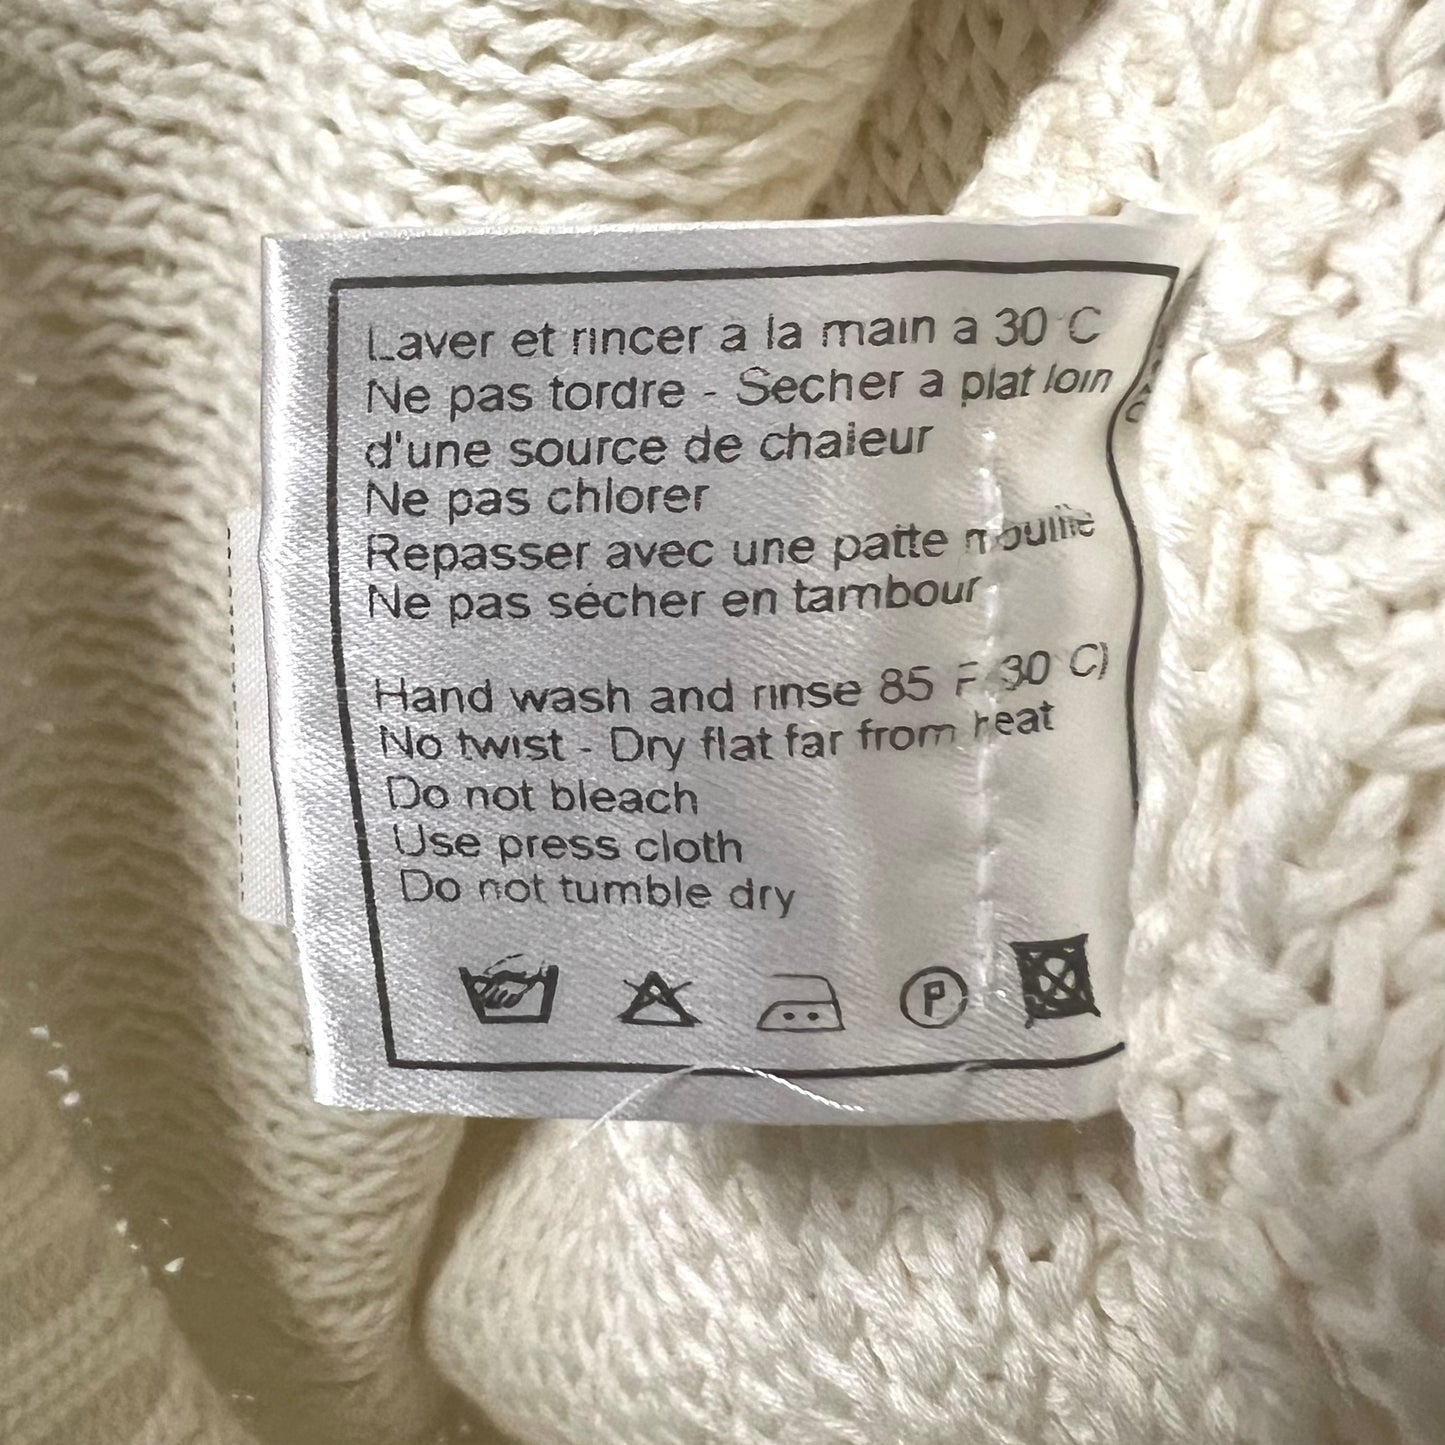 Laver et rincer a la main a 30°C
Ne pas tordre - Secher a plat loin
d'une source de chaleur
Ne pas chlorer
Repasser avec une patte mouille
Ne pas sécher en tambour
Hand wash and rinse 85 F 30°C)
No twist - Dry flat far from heat
Do not bleach
Use press cloth
Do not tumble dry
P